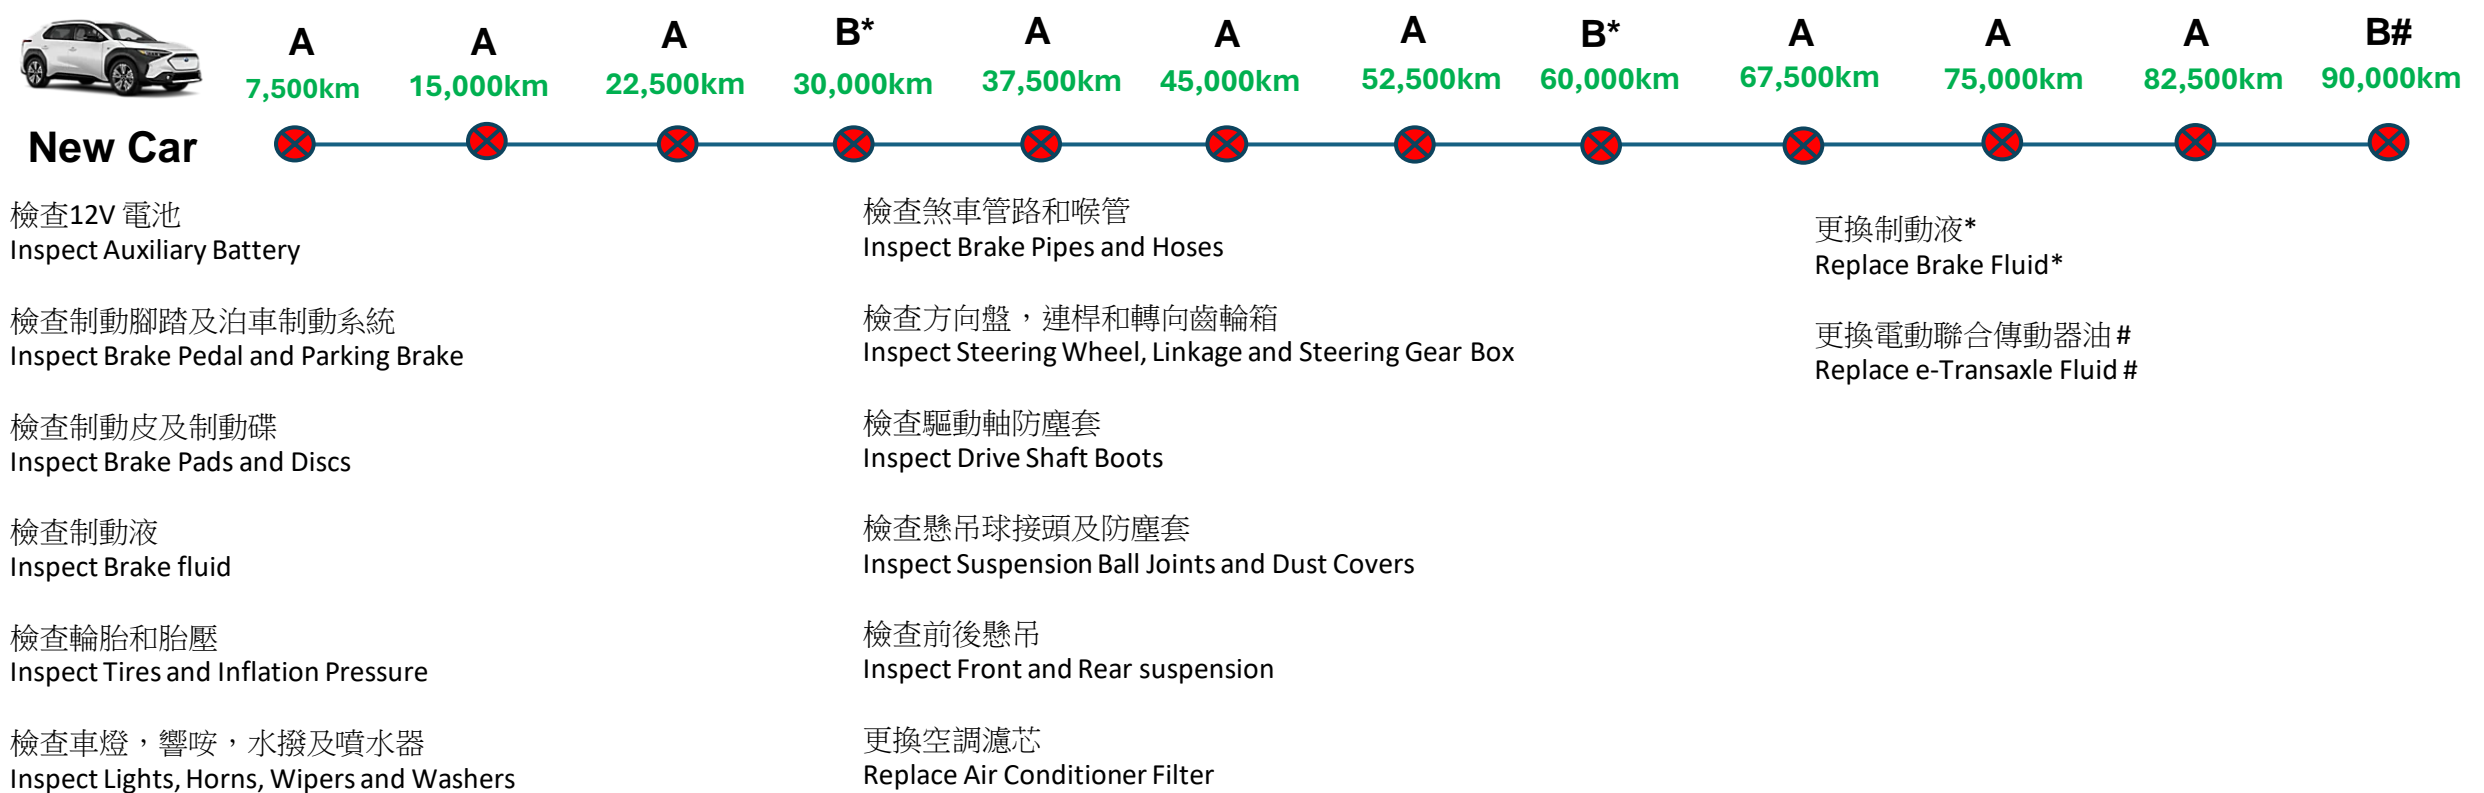 A
A
A
B*
A
A
A
B*
A
A
A
B#
7,500km
15,000km
22,500km
30,000km
37,500km
45,000km
52,500km
60,000km
67,500km
75,000km
82,500km
90,000km
New Car
檢查12V 電池
Inspect Auxiliary Battery
檢查制動腳踏及泊車制動系統
Inspect Brake Pedal and Parking Brake
檢查制動皮及制動碟
Inspect Brake Pads and Discs
檢查制動液
Inspect Brake fluid
檢查輪胎和胎壓
Inspect Tires and Inflation Pressure
檢查車燈，響咹，水撥及噴水器
Inspect Lights, Horns, Wipers and Washers
檢查煞車管路和喉管
Inspect Brake Pipes and Hoses
檢查方向盤，連桿和轉向齒輪箱
Inspect Steering Wheel, Linkage and Steering Gear Box
檢查驅動軸防塵套
Inspect Drive Shaft Boots
檢查懸吊球接頭及防塵套
Inspect Suspension Ball Joints and Dust Covers
檢查前後懸吊
Inspect Front and Rear suspension
更換空調濾芯
Replace Air Conditioner Filter
更換制動液*
Replace Brake Fluid*
更換電動聯合傳動器油 #
Replace e-Transaxle Fluid #